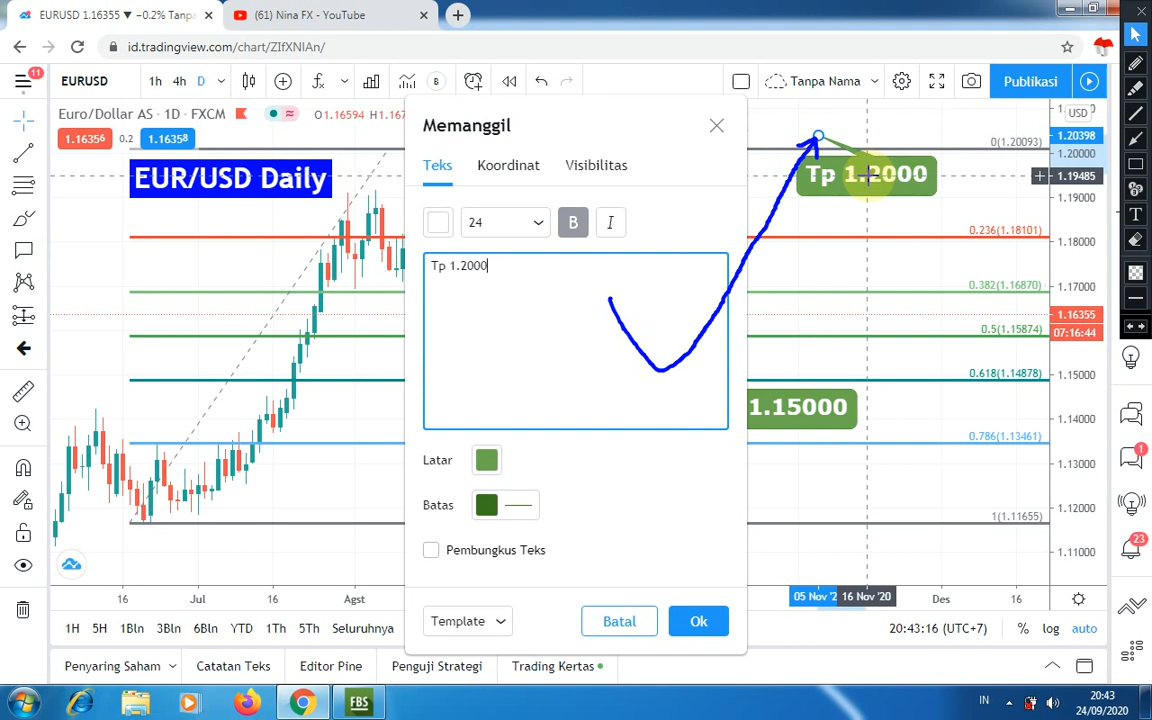 EURUSD 1.16355 ▼ −0.2% Tanpa
(61) Nina FX - YouTube
id.tradingview.com/chart/ZIfXNIAn/
11
EURUSD
1h
4h
D
B
Tanpa Nama
Publikasi
Euro/Dollar AS · 1D · FXCM
O1.16594
1.16356
0.2
1.16358
EUR/USD Daily
Memanggil
Teks
Koordinat
Visibilitas
24
B
I
Tp 1.2000
Latar
Batas
Pembungkus Teks
Template
Batal
Ok
Tp 1.2000
1.15000
0(1.20093)
0.236(1.18101)
0.382(1.16870)
0.5(1.15874)
0.618(1.14878)
0.786(1.13461)
1(1.11655)
USD
1.20398
1.20000
1.19485
1.19000
1.18000
1.17000
1.16355
07:16:44
1.15000
1.14000
1.13000
1.12000
1.11000
T
1
23
16
Jul
16
Agst
05 Nov '2
16 Nov '20
Des
16
1H
5H
1Bln
3Bln
6Bln
YTD
1Th
5Th
Seluruhnya
20:43:16 (UTC+7)
%
log
auto
Penyaring Saham
Catatan Teks
Editor Pine
Penguji Strategi
Trading Kertas
FBS
IN
20:43
24/09/2020